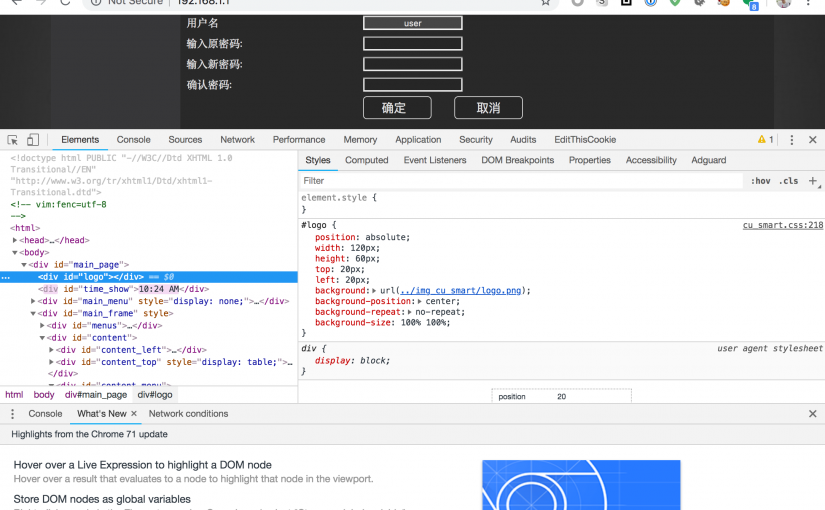 Not Secure | 192.168.1.1
8
用户名 user
输入原密码:
输入新密码:
确认密码:
确定 取消
Elements Console Sources Network Performance Memory Application Security Audits EditThisCookie 1
<!doctype html PUBLIC "-//W3C//Dtd XHTML 1.0
Transitional//EN"
"http://www.w3.org/tr/xhtml1/Dtd/xhtml1-
Transitional.dtd">
<!-- vim:fenc=utf-8
-->
<html>
<head>…</head>
<body>
<div id="main_page">
… <div id="logo"></div> == $0
<div id="time_show">10:24 AM</div>
<div id="main_menu" style="display: none;">…</div>
<div id="main_frame" style>
<div id="menus">…</div>
<div id="content">
<div id="content_left">…</div>
<div id="content_top" style="display: table;">…
</div>
<div id="content_menu">
html body div#main_page div#logo
Styles Computed Event Listeners DOM Breakpoints Properties Accessibility Adguard
Filter :hov .cls +
element.style {
}
#logo { cu_smart.css:218
position: absolute;
width: 120px;
height: 60px;
top: 20px;
left: 20px;
background: url(../img_cu_smart/logo.png);
background-position: center;
background-repeat: no-repeat;
background-size: 100% 100%;
}
div { user agent stylesheet
display: block;
}
position 20
Console What's New × Network conditions
Highlights from the Chrome 71 update
Hover over a Live Expression to highlight a DOM node
Hover over a result that evaluates to a node to highlight that node in the viewport.
Store DOM nodes as global variables